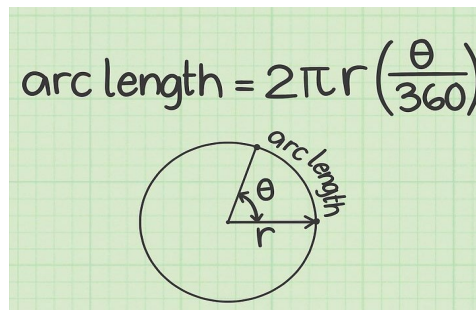 arc length = 2πr(θ/360)
arc length
θ
r